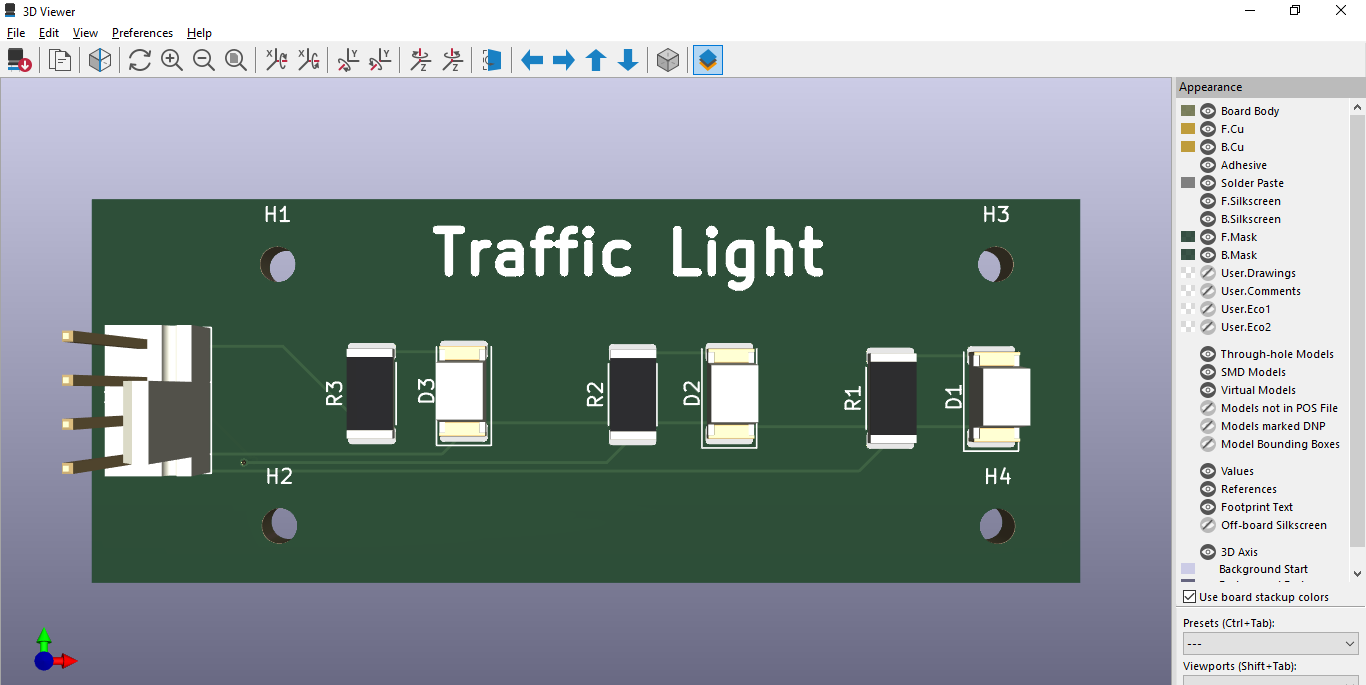 3D Viewer
File Edit View Preferences Help
X X Y Y Z Z
Appearance
Board Body
F.Cu
B.Cu
Adhesive
Solder Paste
F.Silkscreen
B.Silkscreen
F.Mask
B.Mask
User.Drawings
User.Comments
User.Eco1
User.Eco2
Through-hole Models
SMD Models
Virtual Models
Models not in POS File
Models marked DNP
Model Bounding Boxes
Values
References
Footprint Text
Off-board Silkscreen
3D Axis
Background Start
Use board stackup colors
Presets (Ctrl+Tab):
---
Viewports (Shift+Tab):
H1
H3
Traffic Light
R3
D3
R2
D2
R1
D1
H2
H4